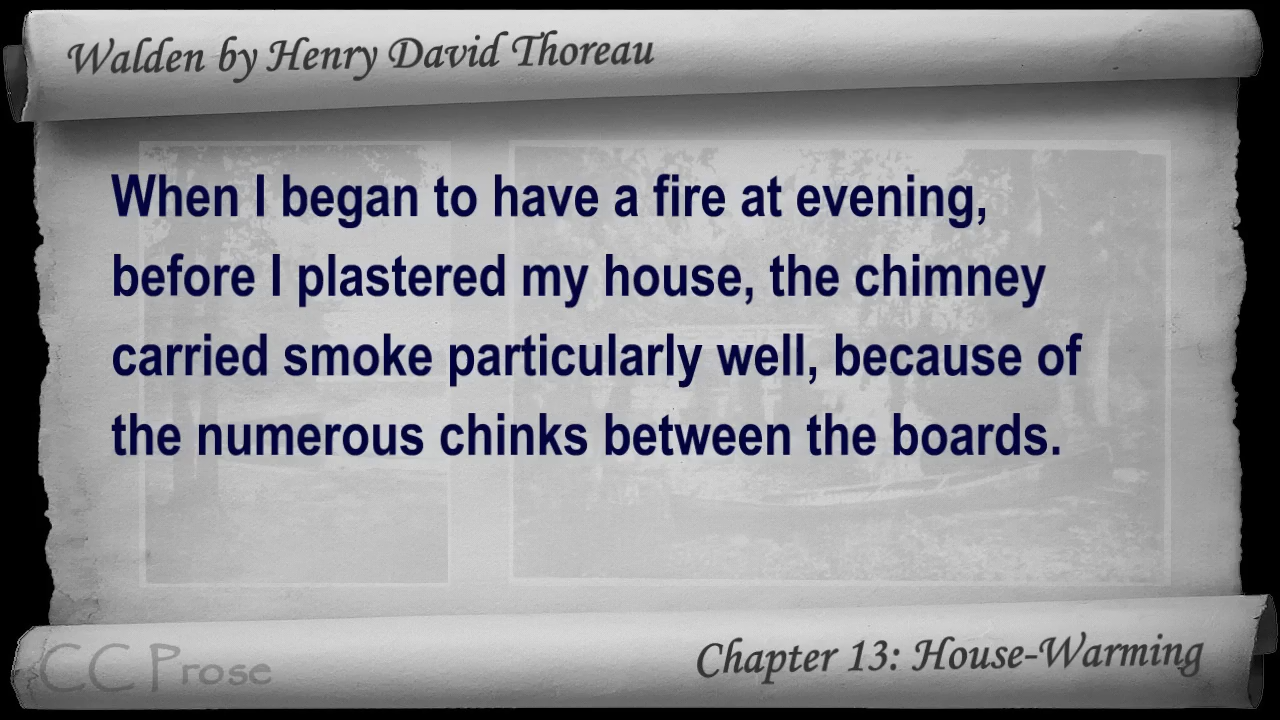 Walden by Henry David Thoreau
When I began to have a fire at evening,
before I plastered my house, the chimney
carried smoke particularly well, because of
the numerous chinks between the boards.
CC Prose
Chapter 13: House-Warming